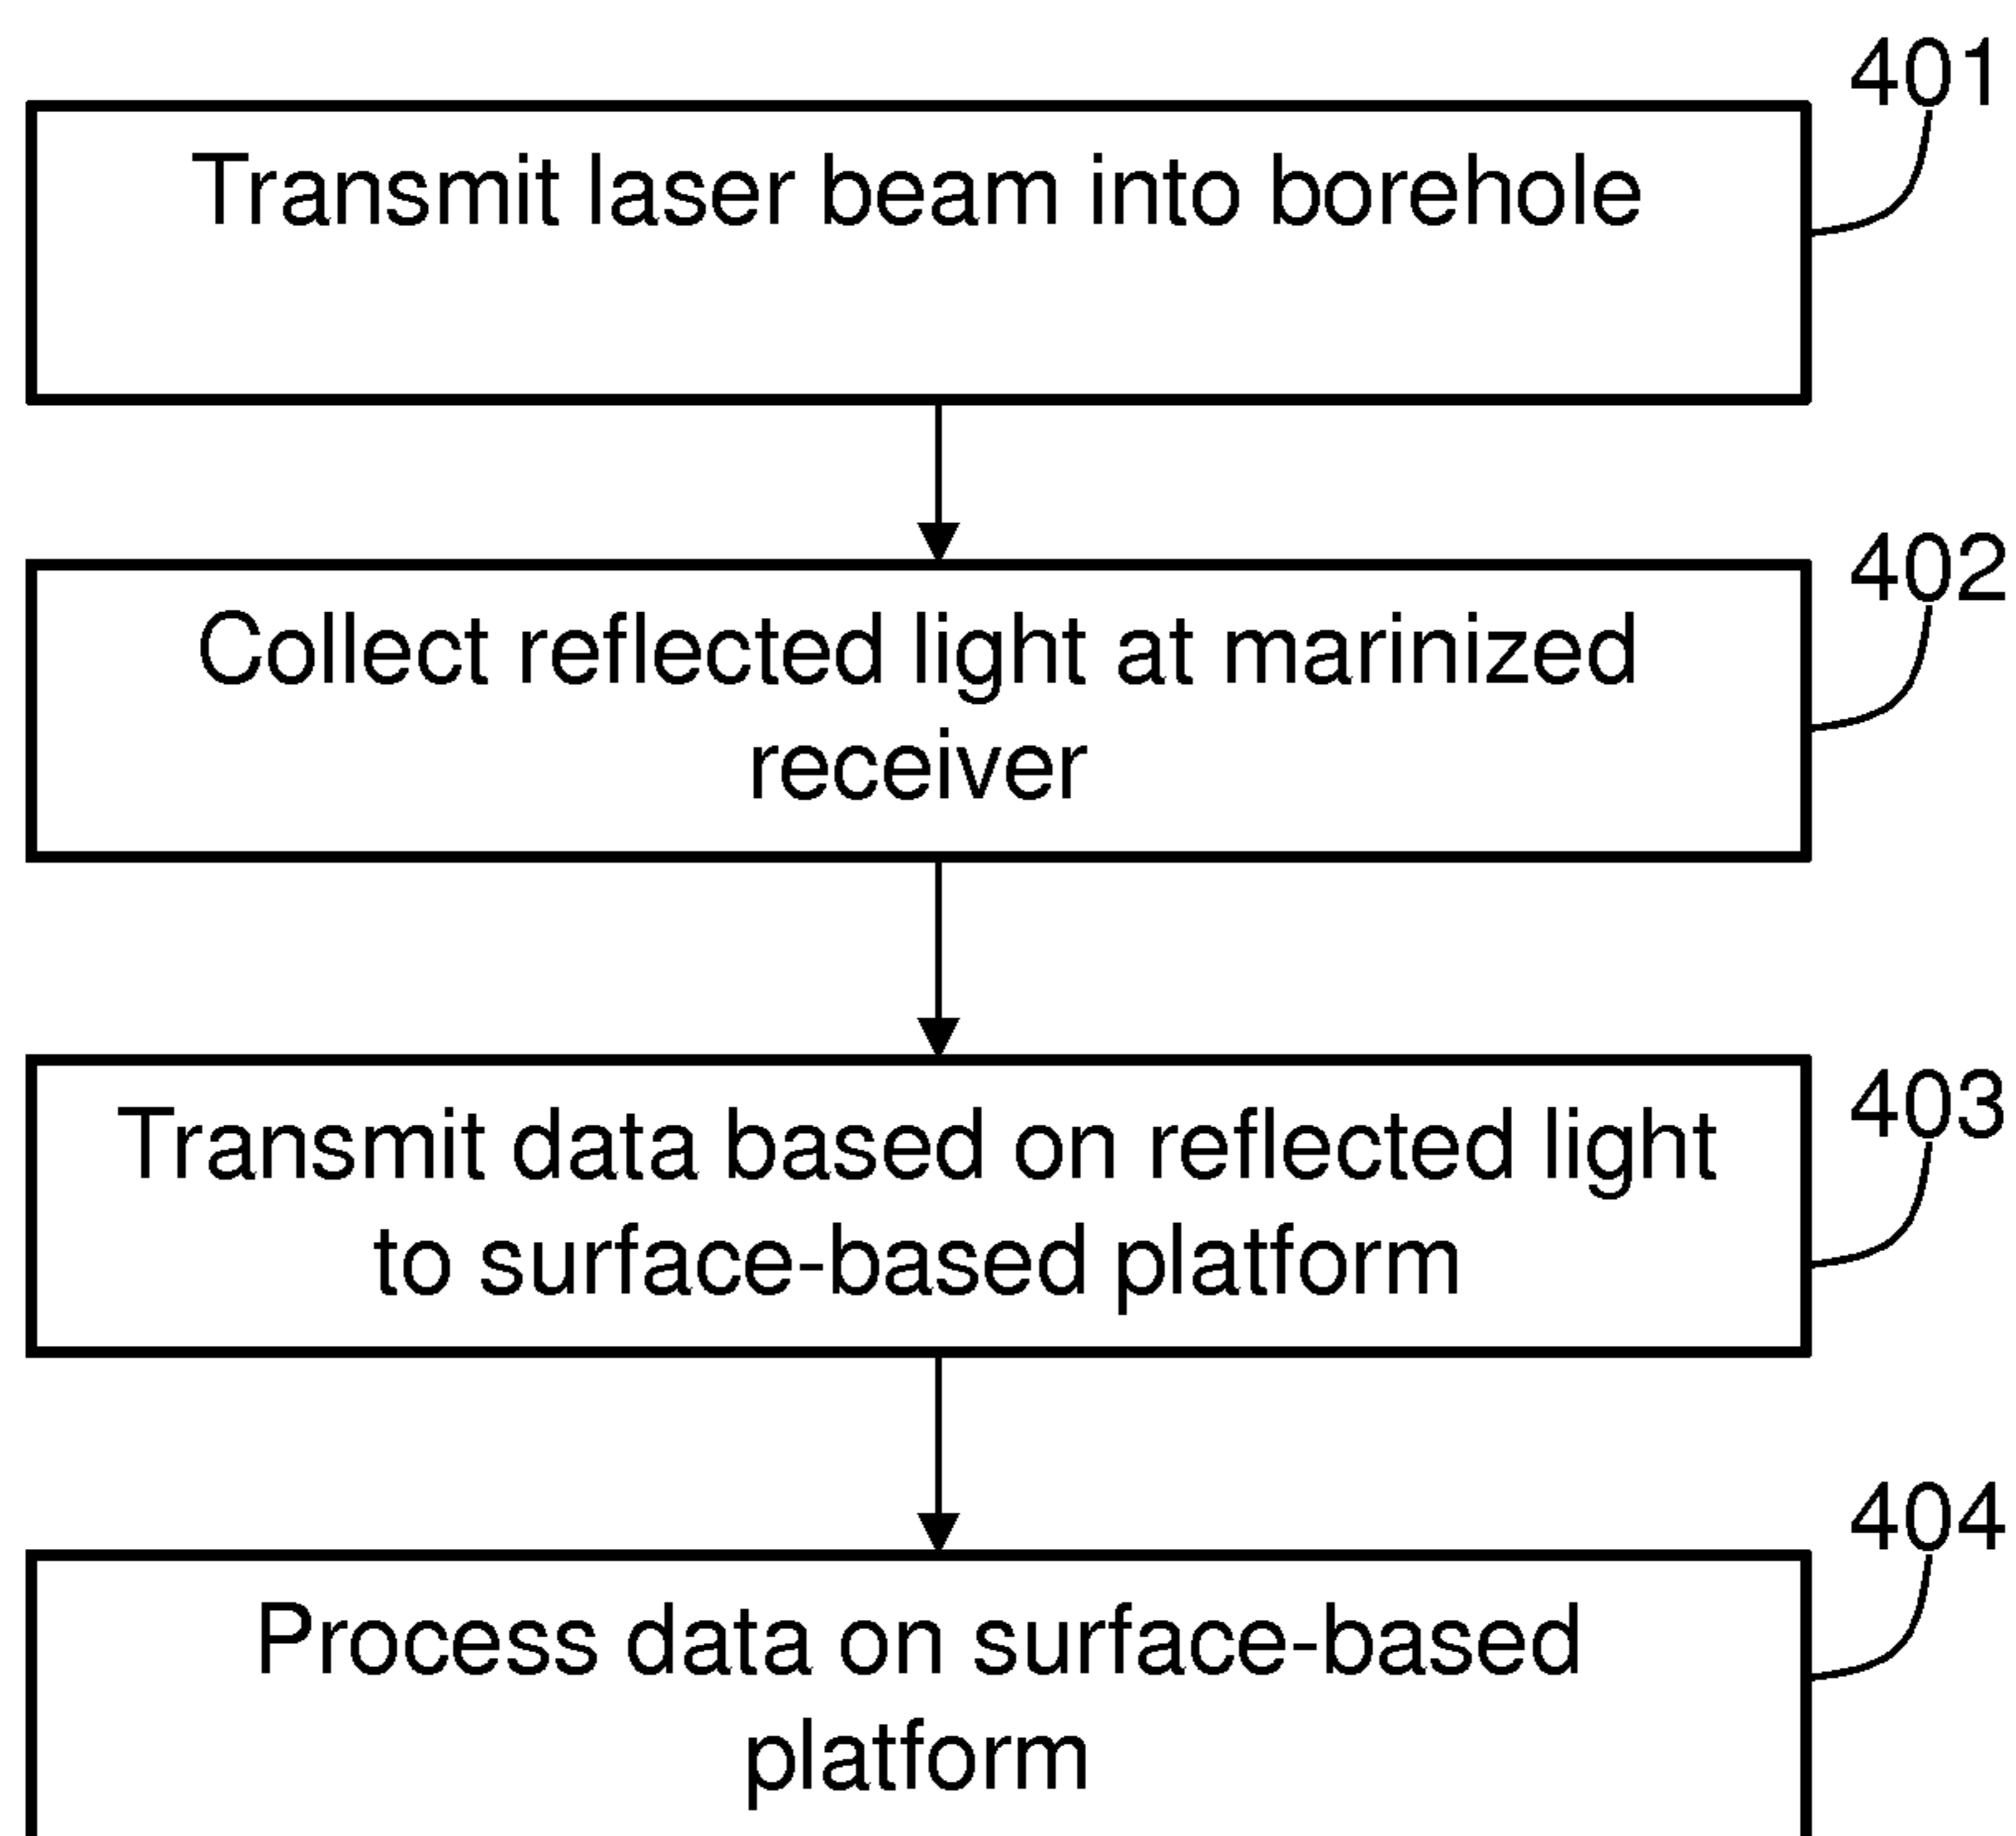 401
Transmit laser beam into borehole
402
Collect reflected light at marinized
receiver
403
Transmit data based on reflected light
to surface-based platform
404
Process data on surface-based
platform